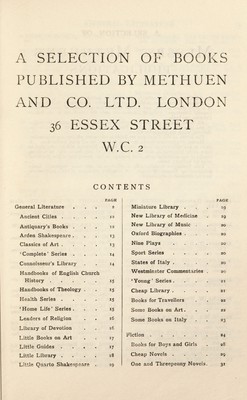 A SELECTION OF BOOKS
PUBLISHED BY METHUEN
AND CO. LTD. LONDON
36 ESSEX STREET
W.C. 2
CONTENTS
PAGE
General Literature . . . 2
Ancient Cities . . . 12
Antiquary's Books . . . 12
Arden Shakespeare . . . 13
Classics of Art . . . 13
'Complete' Series . . . 14
Connoisseur's Library . . . 14
Handbooks of English Church
History . . . 15
Handbooks of Theology . . . 15
Health Series . . . 15
'Home Life' Series . . . 15
Leaders of Religion . . . 16
Library of Devotion . . . 16
Little Books on Art . . . 17
Little Guides . . . 17
Little Library . . . 18
Little Quarto Shakespeare . . . 19
PAGE
Miniature Library . . . 19
New Library of Medicine . . . 19
New Library of Music . . . 20
Oxford Biographies . . . 20
Nine Plays . . . 20
Sport Series . . . 20
States of Italy . . . 20
Westminster Commentaries . . . 20
'Young' Series . . . 21
Cheap Library . . . 21
Books for Travellers . . . 22
Some Books on Art . . . 22
Some Books on Italy . . . 23
Fiction . . . 24
Books for Boys and Girls . . . 28
Cheap Novels . . . 29
One and Threepenny Novels . . . 31